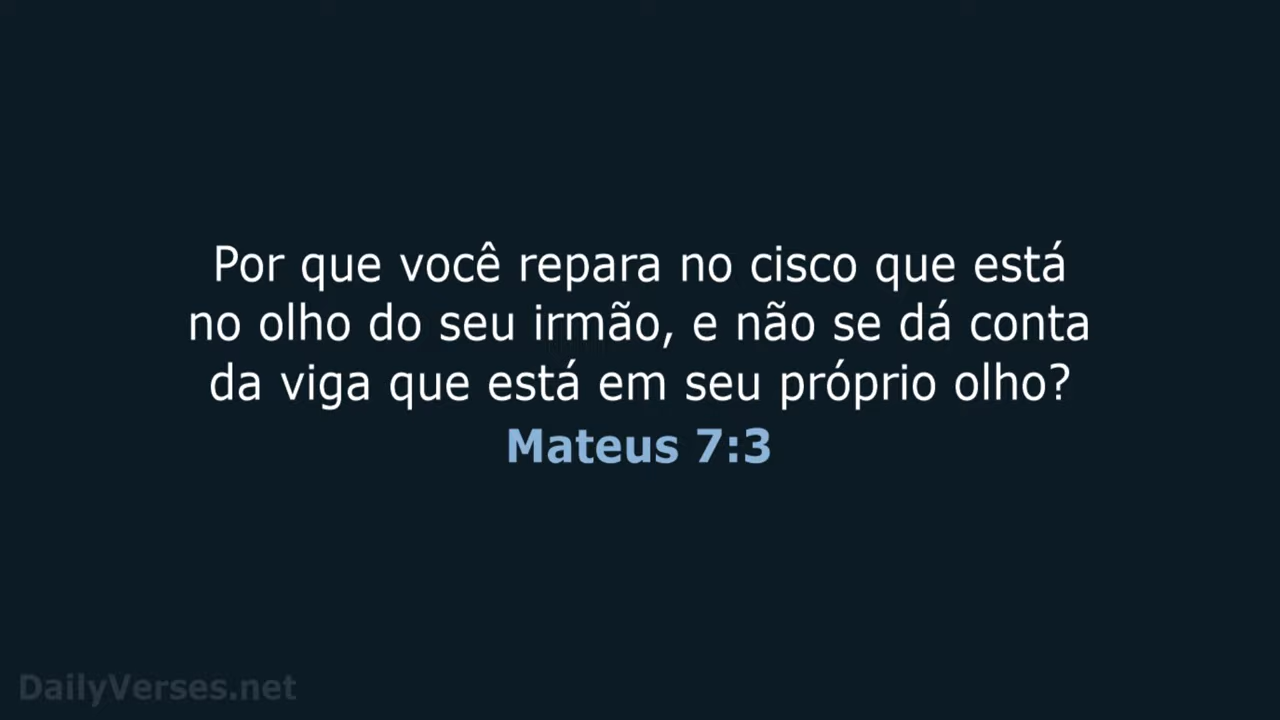 Por que você repara no cisco que está
no olho do seu irmão, e não se dá conta
da viga que está em seu próprio olho?
Mateus 7:3
DailyVerses.net